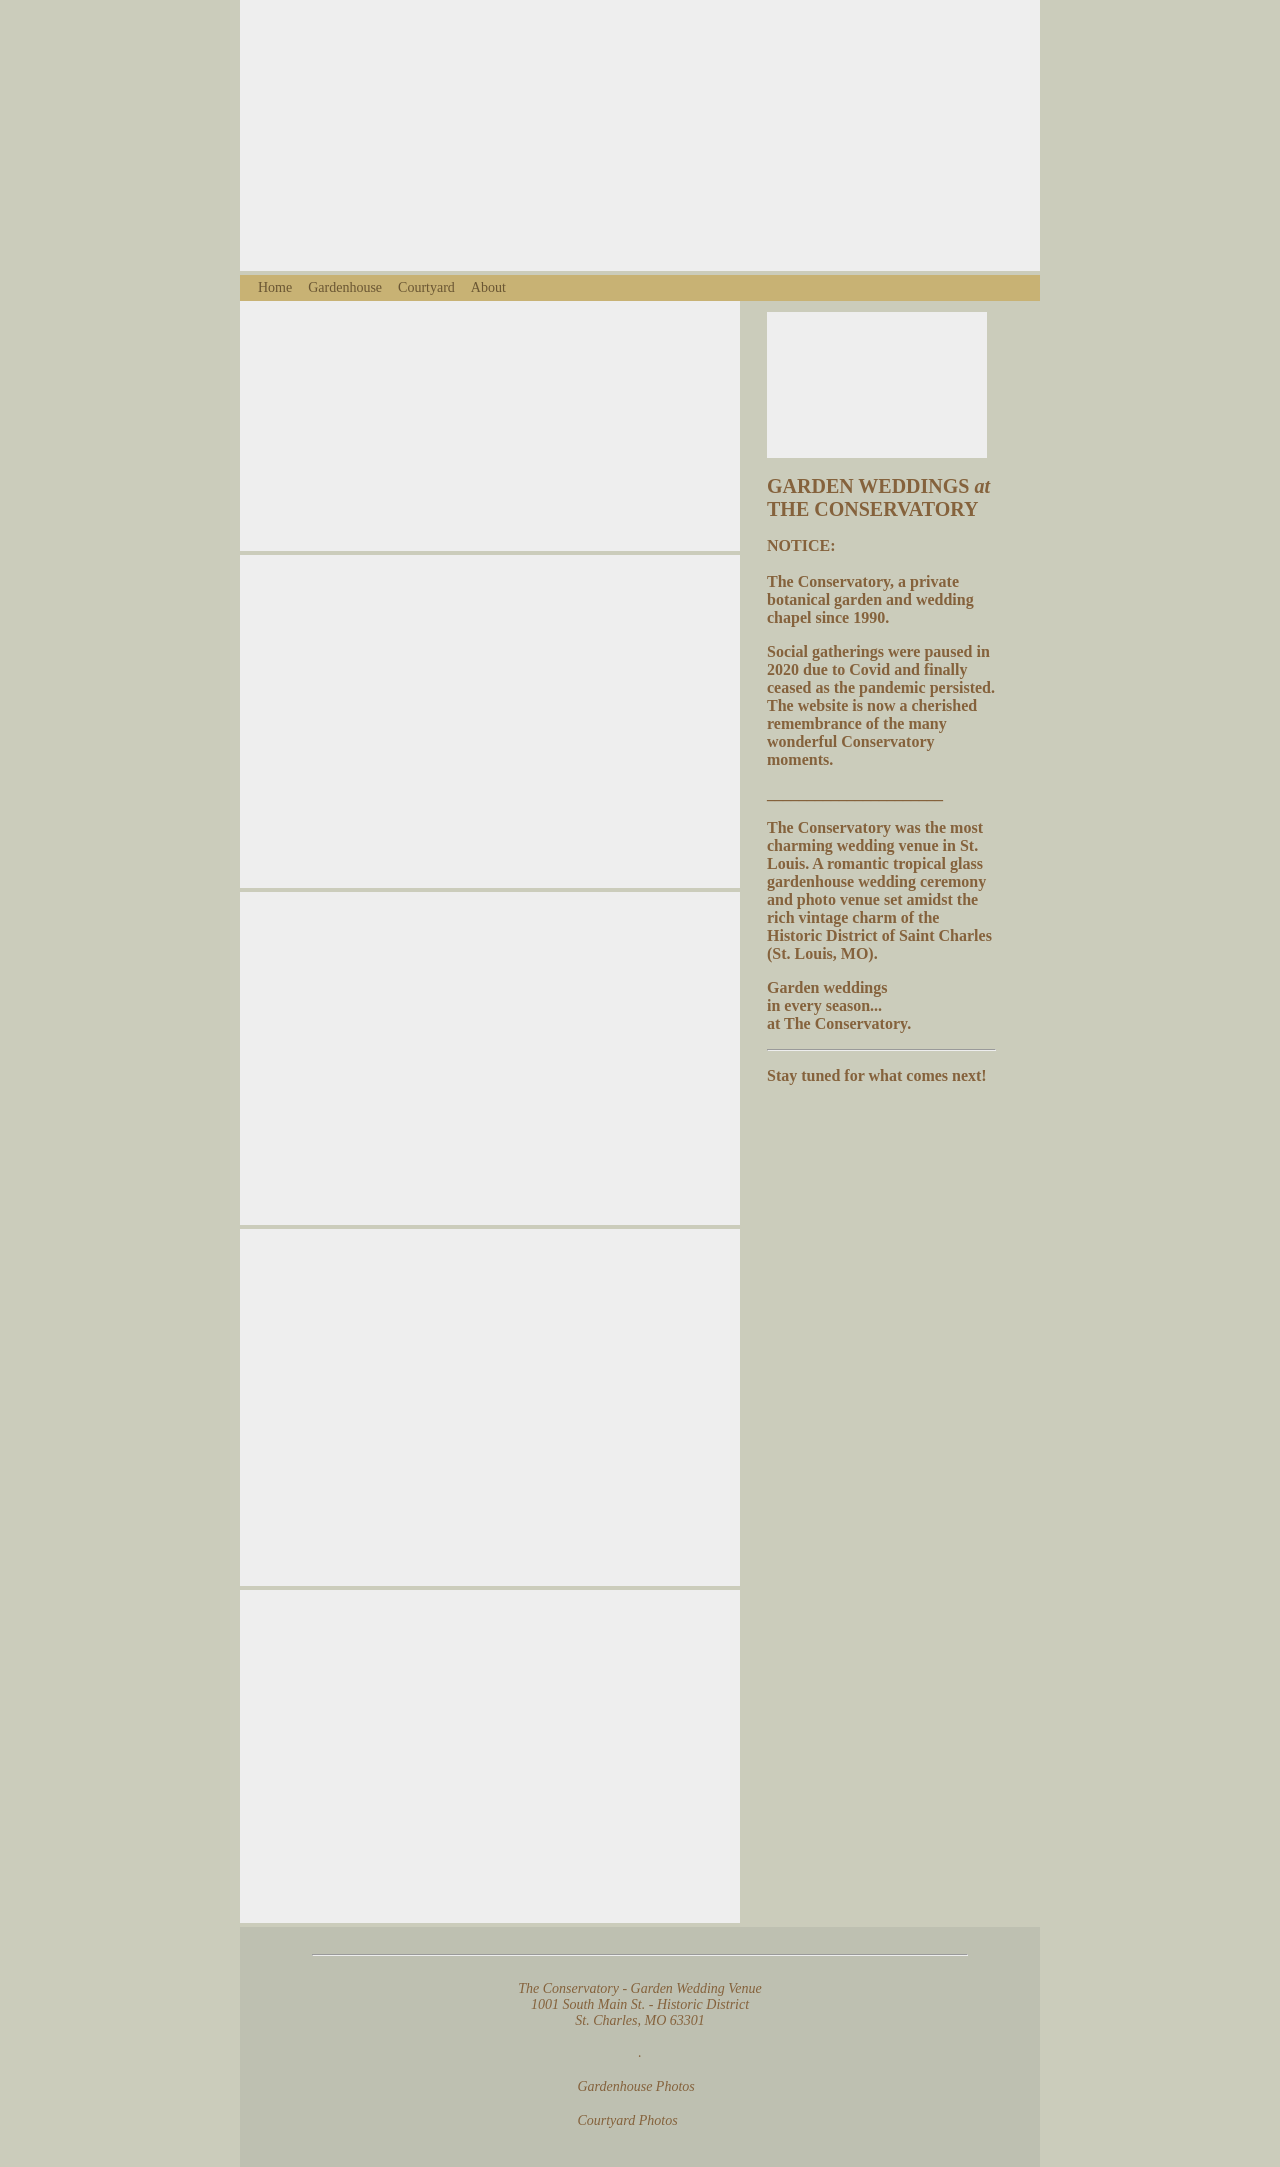 Home Gardenhouse Courtyard About
GARDEN WEDDINGS at
THE CONSERVATORY
NOTICE:
The Conservatory, a private
botanical garden and wedding
chapel since 1990.
Social gatherings were paused in
2020 due to Covid and finally
ceased as the pandemic persisted.
The website is now a cherished
remembrance of the many
wonderful Conservatory
moments.
______________________
The Conservatory was the most
charming wedding venue in St.
Louis. A romantic tropical glass
gardenhouse wedding ceremony
and photo venue set amidst the
rich vintage charm of the
Historic District of Saint Charles
(St. Louis, MO).
Garden weddings
in every season...
at The Conservatory.
Stay tuned for what comes next!
The Conservatory - Garden Wedding Venue
1001 South Main St. - Historic District
St. Charles, MO 63301
.
Gardenhouse Photos
Courtyard Photos